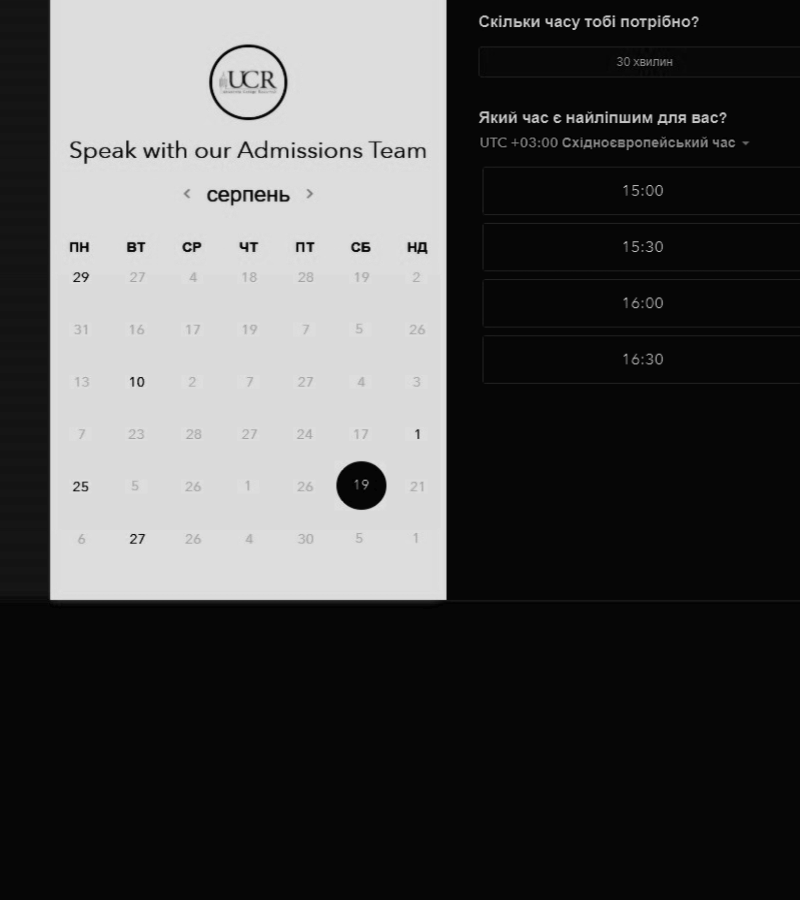 UCR
Speak with our Admissions Team
серпень
ПН ВТ СР ЧТ ПТ СБ НД
29 27 4 18 28 19 2
31 16 17 19 7 5 26
13 10 2 7 27 4 3
7 23 28 27 24 17 1
25 5 26 1 26 19 21
6 27 26 4 30 5 1
Скільки часу тобі потрібно?
30 хвилин
Який час є найліпшим для вас?
UTC +03:00 Східноєвропейський час
15:00
15:30
16:00
16:30